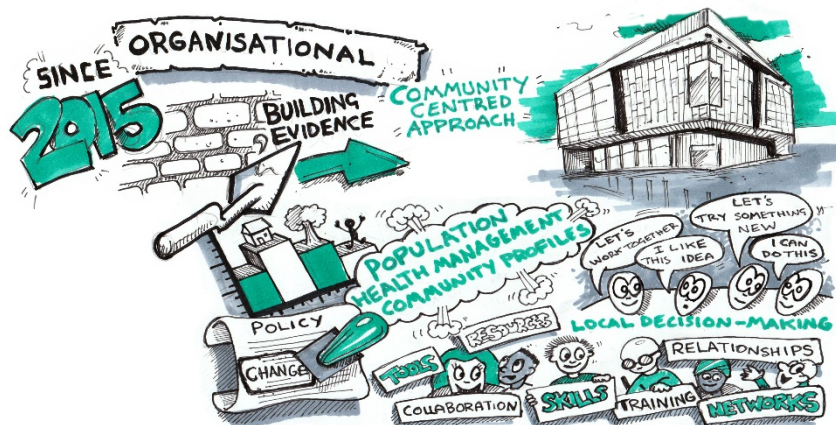 ORGANISATIONAL
SINCE
2015
BUILDING
EVIDENCE
COMMUNITY
CENTRED
APPROACH
POPULATION
HEALTH MANAGEMENT
COMMUNITY PROFILES
LET'S
WORK TOGETHER
I LIKE
THIS IDEA
LET'S
TRY SOMETHING
NEW
I CAN
DO THIS
LOCAL DECISION-MAKING
POLICY
CHANGE
TOOLS
RESOURCES
COLLABORATION
SKILLS
TRAINING
RELATIONSHIPS
NETWORKS